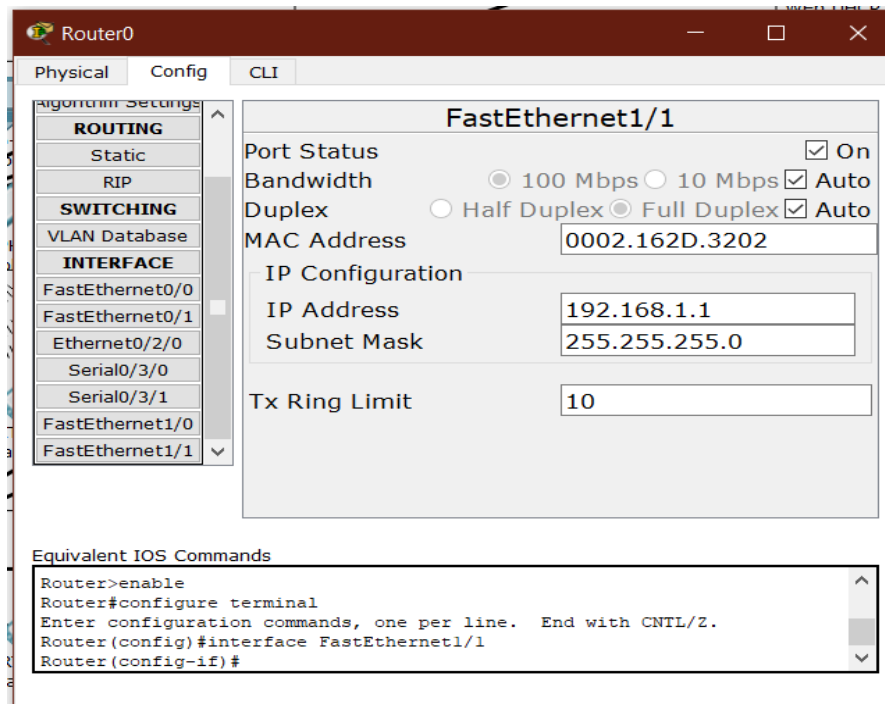 Router0
Physical Config CLI
Algorithm Settings
ROUTING
Static
RIP
SWITCHING
VLAN Database
INTERFACE
FastEthernet0/0
FastEthernet0/1
Ethernet0/2/0
Serial0/3/0
Serial0/3/1
FastEthernet1/0
FastEthernet1/1
FastEthernet1/1
Port Status On
Bandwidth 100 Mbps 10 Mbps Auto
Duplex Half Duplex Full Duplex Auto
MAC Address 0002.162D.3202
IP Configuration
IP Address 192.168.1.1
Subnet Mask 255.255.255.0
Tx Ring Limit 10
Equivalent IOS Commands
Router>enable
Router#configure terminal
Enter configuration commands, one per line. End with CNTL/Z.
Router(config)#interface FastEthernet1/1
Router(config-if)#